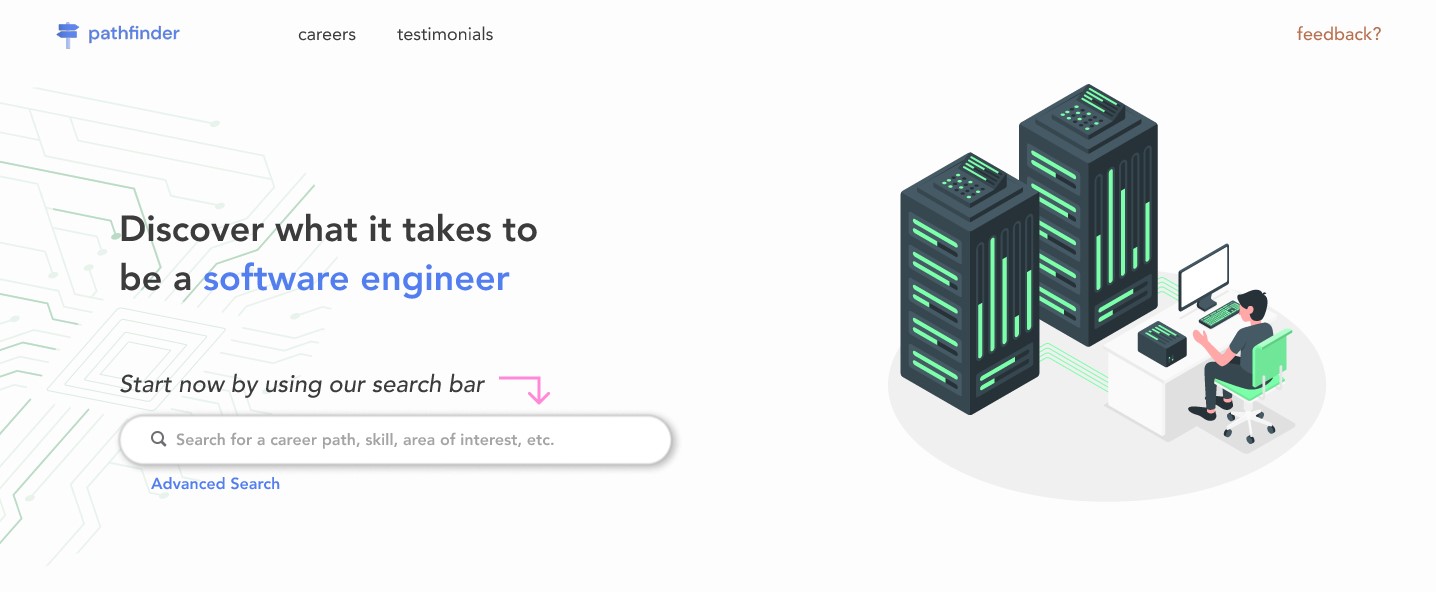 pathfinder
careers
testimonials
feedback?
Discover what it takes to
be a software engineer
Start now by using our search bar
Search for a career path, skill, area of interest, etc.
Advanced Search